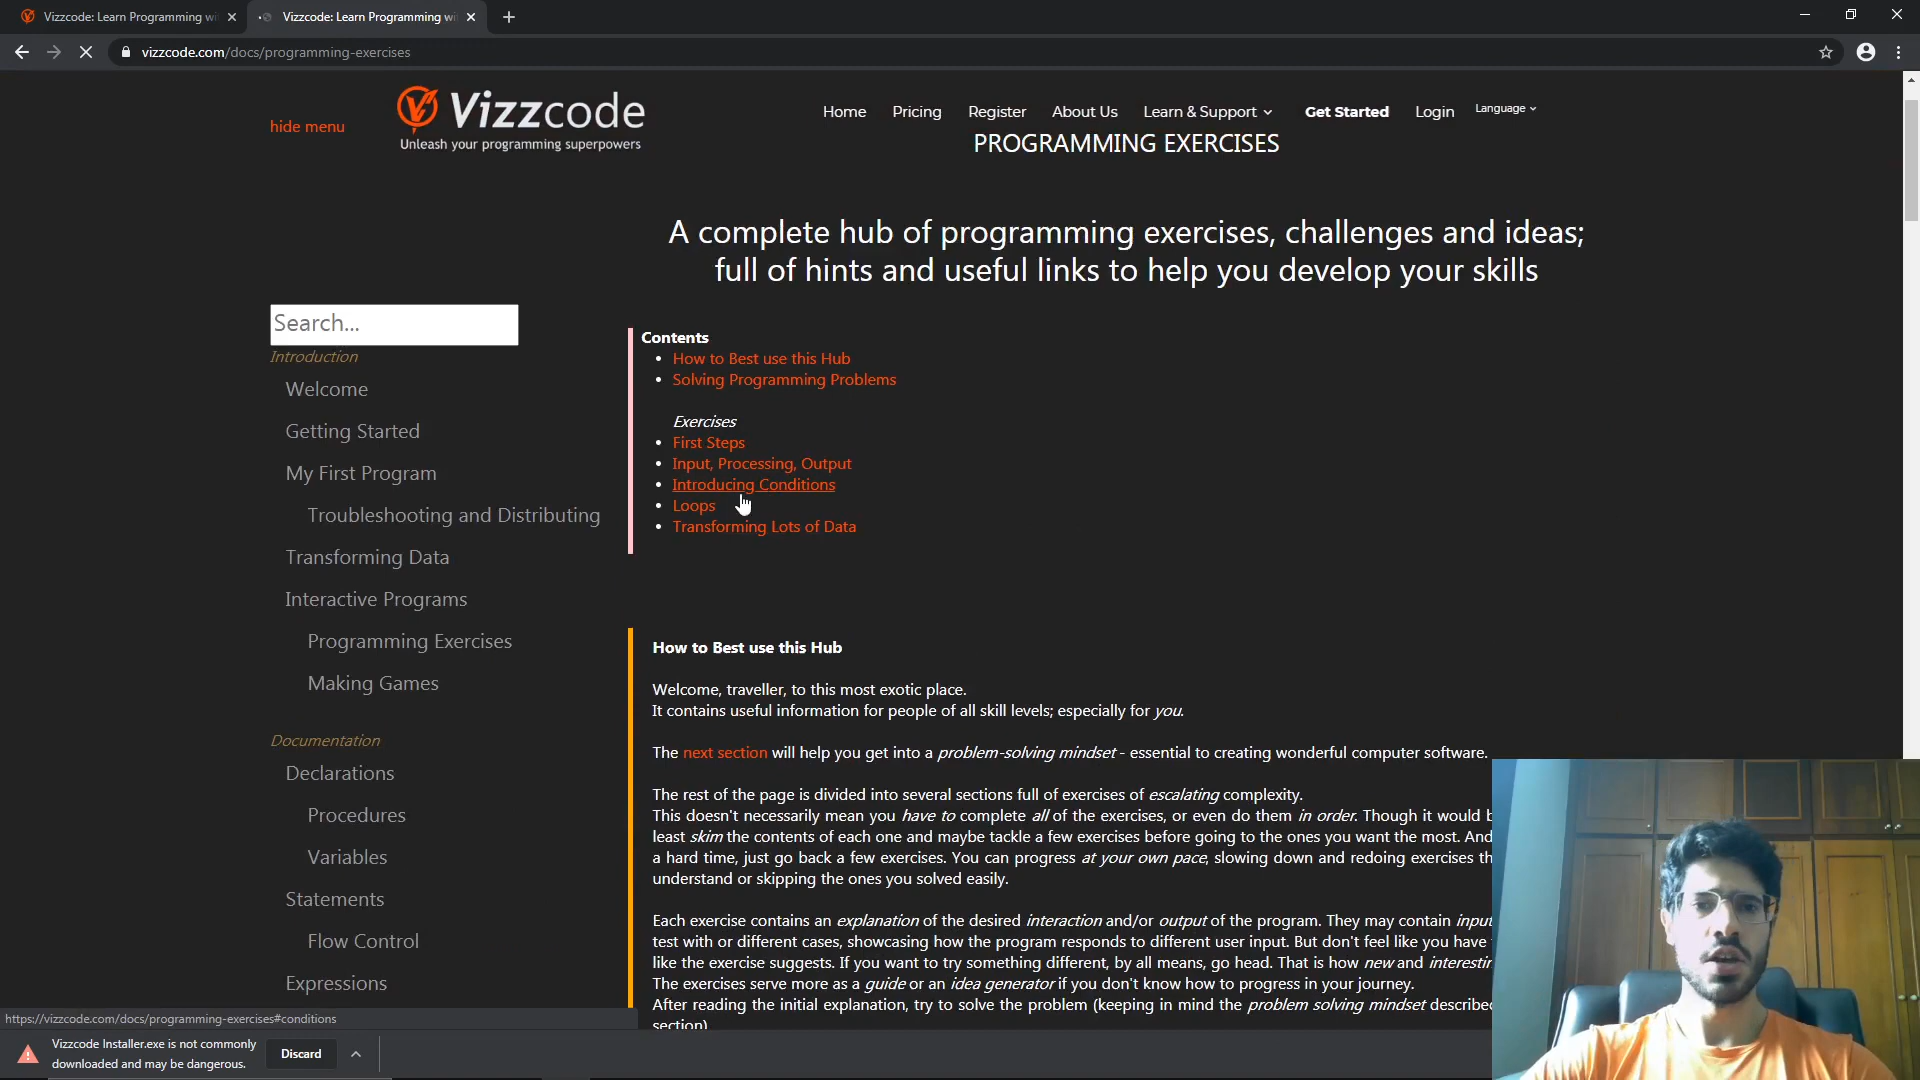 Vizzcode: Learn Programming wi
Vizzcode: Learn Programming wi
vizzcode.com/docs/programming-exercises
hide menu
Vizzcode
Unleash your programming superpowers
Home Pricing Register About Us Learn & Support Get Started Login Language
PROGRAMMING EXERCISES
A complete hub of programming exercises, challenges and ideas;
full of hints and useful links to help you develop your skills
Search...
Introduction
Welcome
Getting Started
My First Program
Troubleshooting and Distributing
Transforming Data
Interactive Programs
Programming Exercises
Making Games
Documentation
Declarations
Procedures
Variables
Statements
Flow Control
Expressions
Contents
• How to Best use this Hub
• Solving Programming Problems
Exercises
• First Steps
• Input, Processing, Output
• Introducing Conditions
• Loops
• Transforming Lots of Data
How to Best use this Hub
Welcome, traveller, to this most exotic place.
It contains useful information for people of all skill levels; especially for you.
The next section will help you get into a problem-solving mindset - essential to creating wonderful computer software.
The rest of the page is divided into several sections full of exercises of escalating complexity.
This doesn't necessarily mean you have to complete all of the exercises, or even do them in order. Though it would b
least skim the contents of each one and maybe tackle a few exercises before going to the ones you want the most. And
a hard time, just go back a few exercises. You can progress at your own pace, slowing down and redoing exercises th
understand or skipping the ones you solved easily.
Each exercise contains an explanation of the desired interaction and/or output of the program. They may contain input
test with or different cases, showcasing how the program responds to different user input. But don't feel like you have
like the exercise suggests. If you want to try something different, by all means, go head. That is how new and interestin
The exercises serve more as a guide or an idea generator if you don't know how to progress in your journey.
After reading the initial explanation, try to solve the problem (keeping in mind the problem solving mindset described
section)
https://vizzcode.com/docs/programming-exercises#conditions
Vizzcode Installer.exe is not commonly
downloaded and may be dangerous.
Discard